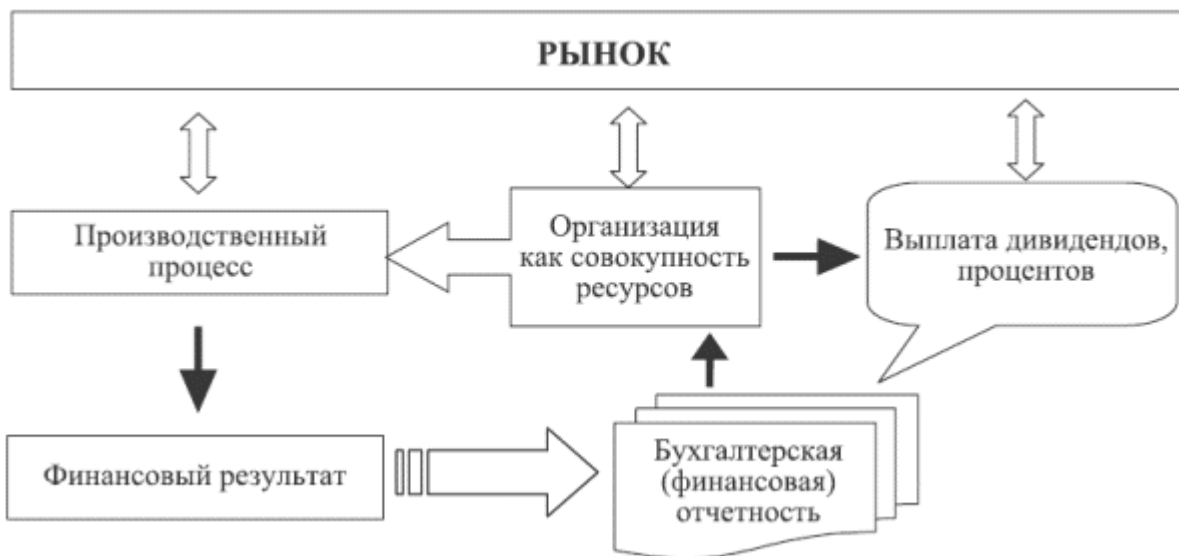 РЫНОК
Производственный
процесс
Организация
как совокупность
ресурсов
Выплата дивидендов,
процентов
Финансовый результат
Бухгалтерская
(финансовая)
отчетность